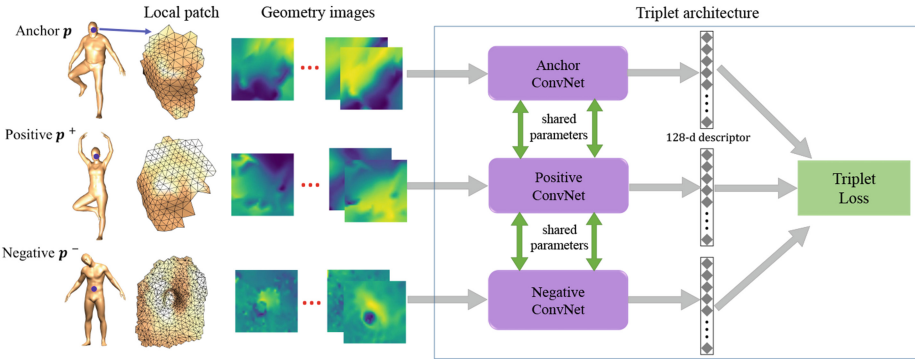 Local patch
Geometry images
Triplet architecture
Anchor p
Anchor
ConvNet
shared
parameters
128-d descriptor
Positive p +
Positive
ConvNet
Triplet
Loss
shared
parameters
Negative p −
Negative
ConvNet